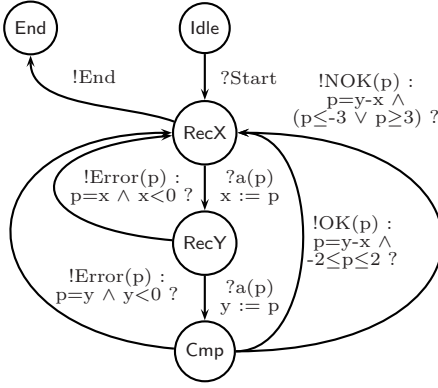 End
Idle
!End
?Start
!NOK(p) :
p=y-x ∧
(p≤-3 ∨ p≥3) ?
RecX
!Error(p) :
p=x ∧ x<0 ?
?a(p)
x := p
!OK(p) :
p=y-x ∧
-2≤p≤2 ?
RecY
!Error(p) :
p=y ∧ y<0 ?
?a(p)
y := p
Cmp